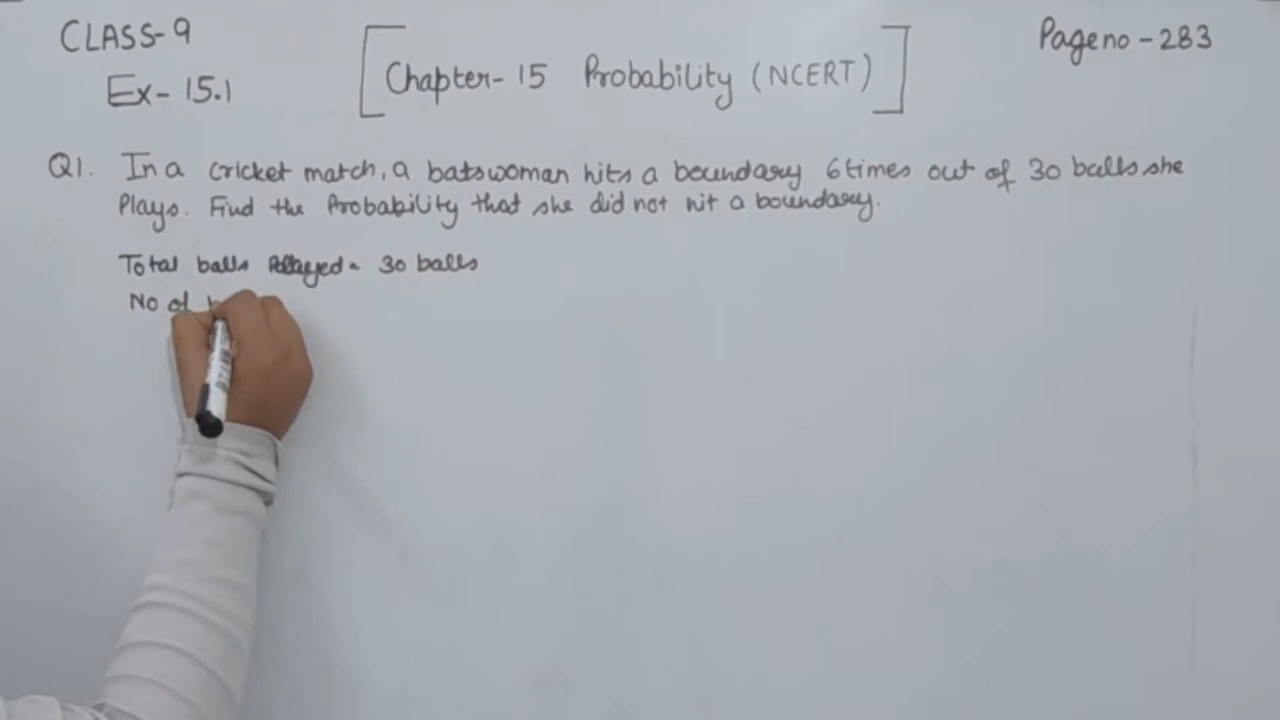 CLASS-9
Ex-15.1
[Chapter-15 Probability (NCERT)]
Page no - 283
Q1. In a cricket match, a batswoman hits a boundary 6 times out of 30 balls she
Plays. Find the Probability that she did not hit a boundary.
Total balls Played = 30 balls
No of